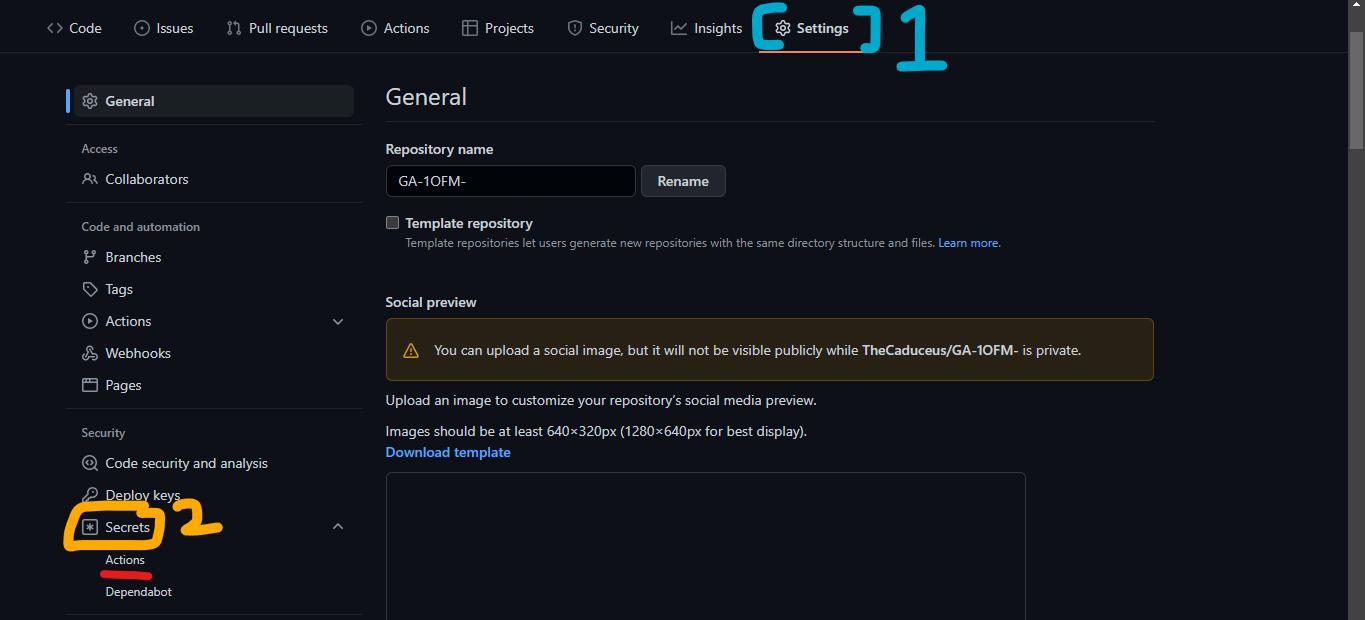 Code Issues Pull requests Actions Projects Security Insights Settings 1
General
Access
Collaborators
Code and automation
Branches
Tags
Actions
Webhooks
Pages
Security
Code security and analysis
Deploy keys
Secrets 2
Actions
Dependabot
General
Repository name
GA-1OFM- Rename
Template repository
Template repositories let users generate new repositories with the same directory structure and files. Learn more.
Social preview
You can upload a social image, but it will not be visible publicly while TheCaduceus/GA-1OFM- is private.
Upload an image to customize your repository’s social media preview.
Images should be at least 640×320px (1280×640px for best display).
Download template